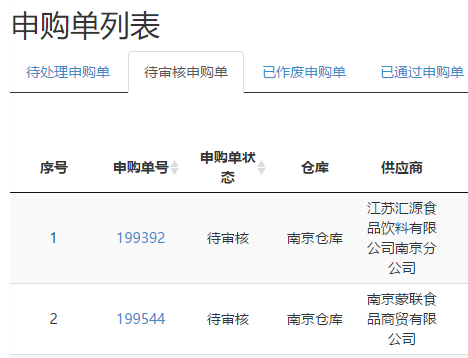 申购单列表
待处理申购单 待审核申购单 已作废申购单 已通过申购单
序号 申购单号 申购单状态 仓库 供应商
1 199392 待审核 南京仓库 江苏汇源食品饮料有限公司南京分公司
2 199544 待审核 南京仓库 南京蒙联食品商贸有限公司